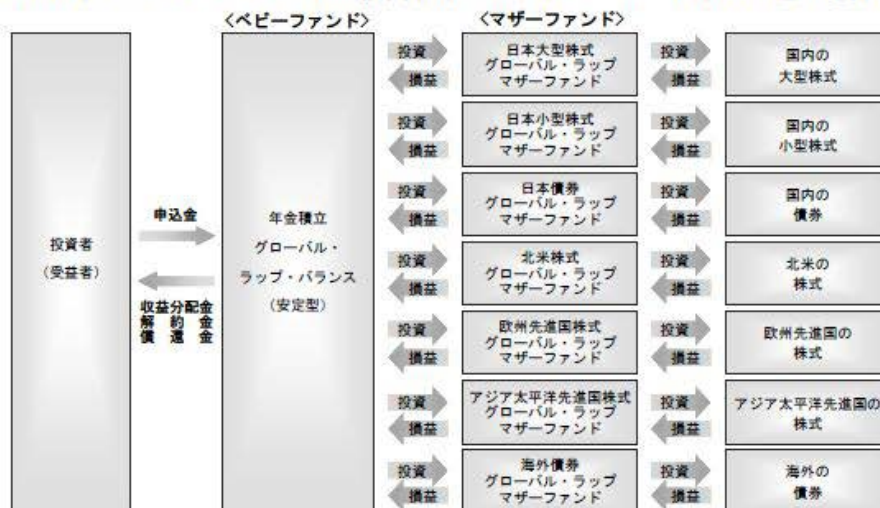 〈ベビーファンド〉
〈マザーファンド〉
投資者
（受益者）
申込金
収益分配金
解約金
償還金
年金積立
グローバル・
ラップ・バランス
（安定型）
投資
損益
日本大型株式
グローバル・ラップ
マザーファンド
投資
損益
国内の
大型株式
投資
損益
日本小型株式
グローバル・ラップ
マザーファンド
投資
損益
国内の
小型株式
投資
損益
日本債券
グローバル・ラップ
マザーファンド
投資
損益
国内の
債券
投資
損益
北米株式
グローバル・ラップ
マザーファンド
投資
損益
北米の
株式
投資
損益
欧州先進国株式
グローバル・ラップ
マザーファンド
投資
損益
欧州先進国の
株式
投資
損益
アジア太平洋先進国株式
グローバル・ラップ
マザーファンド
投資
損益
アジア太平洋先進国の
株式
投資
損益
海外債券
グローバル・ラップ
マザーファンド
投資
損益
海外の
債券